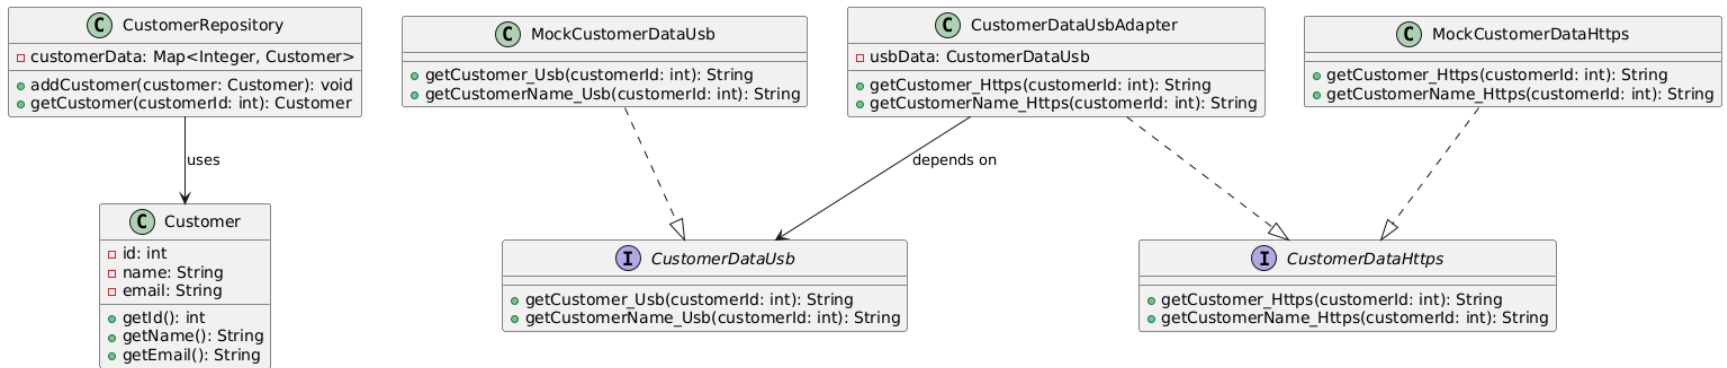 C CustomerRepository
customerData: Map<Integer, Customer>
addCustomer(customer: Customer): void
getCustomer(customerId: int): Customer
C MockCustomerDataUsb
getCustomer_Usb(customerId: int): String
getCustomerName_Usb(customerId: int): String
C CustomerDataUsbAdapter
usbData: CustomerDataUsb
getCustomer_Https(customerId: int): String
getCustomerName_Https(customerId: int): String
C MockCustomerDataHttps
getCustomer_Https(customerId: int): String
getCustomerName_Https(customerId: int): String
uses
depends on
C Customer
id: int
name: String
email: String
getId(): int
getName(): String
getEmail(): String
I CustomerDataUsb
getCustomer_Usb(customerId: int): String
getCustomerName_Usb(customerId: int): String
I CustomerDataHttps
getCustomer_Https(customerId: int): String
getCustomerName_Https(customerId: int): String